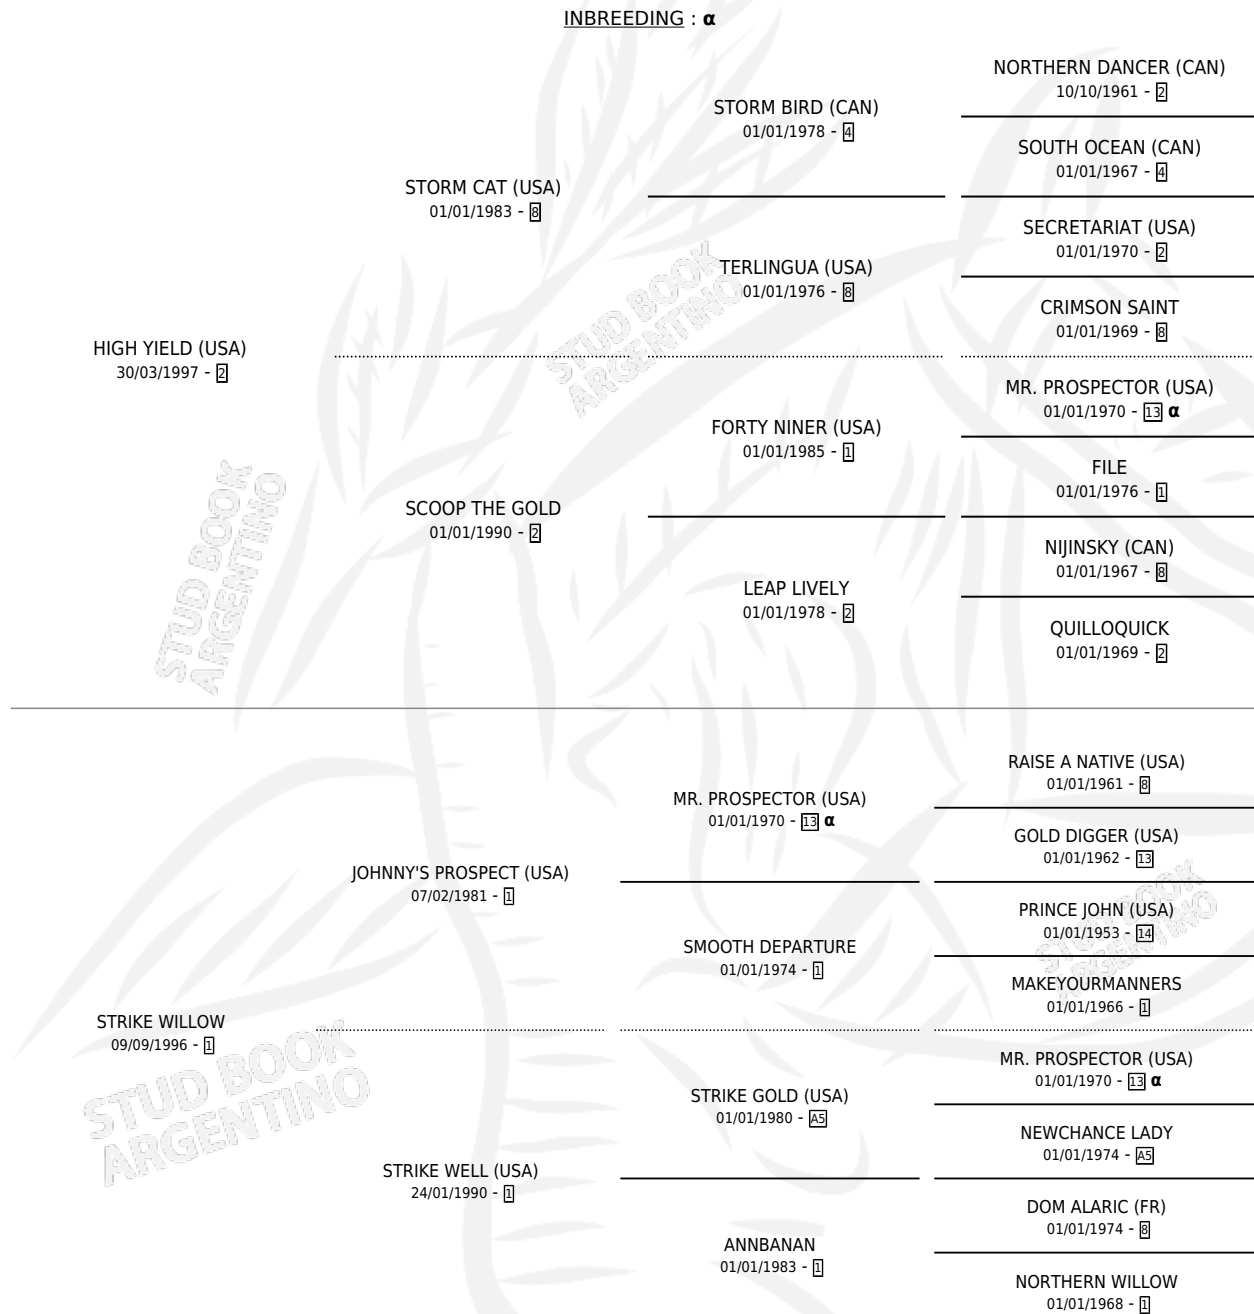 INBREEDING : α
NORTHERN DANCER (CAN)
10/10/1961 - 2
STORM BIRD (CAN)
01/01/1978 - 4
SOUTH OCEAN (CAN)
01/01/1967 - 4
STORM CAT (USA)
01/01/1983 - 8
SECRETARIAT (USA)
01/01/1970 - 2
TERLINGUA (USA)
01/01/1976 - 8
CRIMSON SAINT
01/01/1969 - 8
HIGH YIELD (USA)
30/03/1997 - 2
MR. PROSPECTOR (USA)
01/01/1970 - 13 α
FORTY NINER (USA)
01/01/1985 - 1
FILE
01/01/1976 - 1
SCOOP THE GOLD
01/01/1990 - 2
NIJINSKY (CAN)
01/01/1967 - 8
LEAP LIVELY
01/01/1978 - 2
QUILLOQUICK
01/01/1969 - 2
RAISE A NATIVE (USA)
01/01/1961 - 8
MR. PROSPECTOR (USA)
01/01/1970 - 13 α
GOLD DIGGER (USA)
01/01/1962 - 13
JOHNNY'S PROSPECT (USA)
07/02/1981 - 1
PRINCE JOHN (USA)
01/01/1953 - 14
SMOOTH DEPARTURE
01/01/1974 - 1
MAKEYOURMANNERS
01/01/1966 - 1
STRIKE WILLOW
09/09/1996 - 1
MR. PROSPECTOR (USA)
01/01/1970 - 13 α
STRIKE GOLD (USA)
01/01/1980 - A5
NEWCHANCE LADY
01/01/1974 - A5
STRIKE WELL (USA)
24/01/1990 - 1
DOM ALARIC (FR)
01/01/1974 - 8
ANNBANAN
01/01/1983 - 1
NORTHERN WILLOW
01/01/1968 - 1
STUD BOOK
ARGENTINO
STUD BOOK
ARGENTINO
STUD BOOK
ARGENTINO
STUD BOOK
ARGENTINO